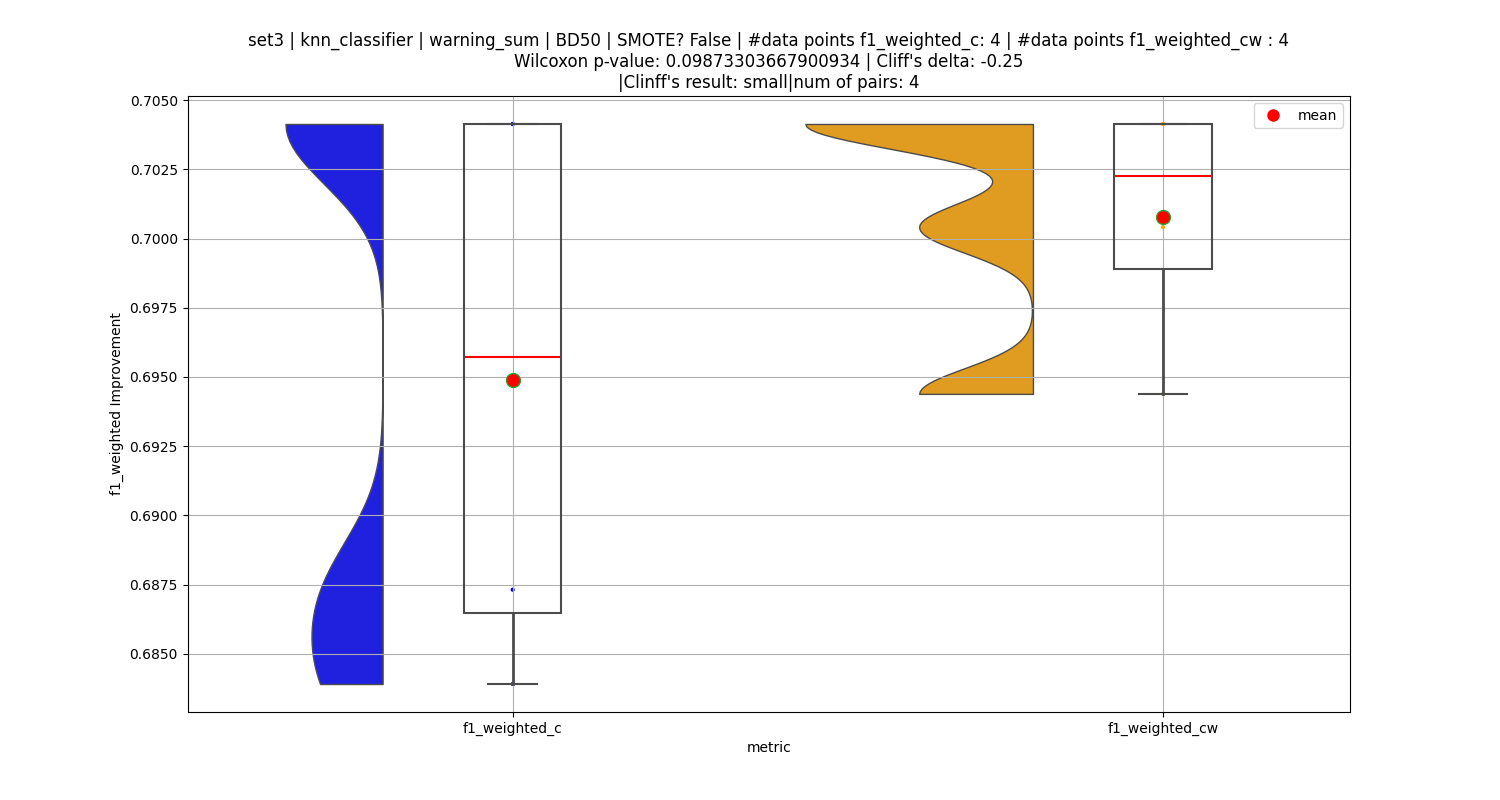 set3 | knn_classifier | warning_sum | BD50 | SMOTE? False | #data points f1_weighted_c: 4 | #data points f1_weighted_cw : 4
Wilcoxon p-value: 0.09873303667900934 | Cliff's delta: -0.25
|Clinff's result: small|num of pairs: 4
mean
f1_weighted Improvement
0.7050
0.7025
0.7000
0.6975
0.6950
0.6925
0.6900
0.6875
0.6850
f1_weighted_c
f1_weighted_cw
metric